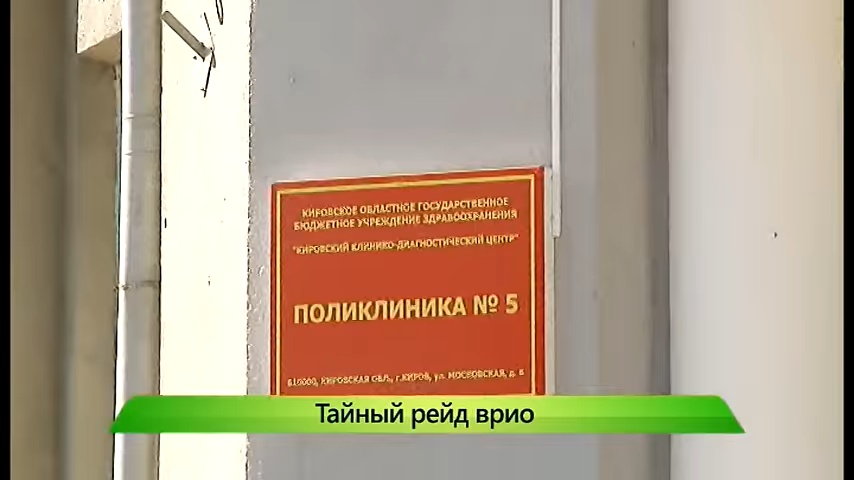 КИРОВСКОЕ ОБЛАСТНОЕ ГОСУДАРСТВЕННОЕ
БЮДЖЕТНОЕ УЧРЕЖДЕНИЕ ЗДРАВООХРАНЕНИЯ
"КИРОВСКИЙ КЛИНИКО-ДИАГНОСТИЧЕСКИЙ ЦЕНТР"
ПОЛИКЛИНИКА № 5
610000, КИРОВСКАЯ ОБЛ., г.КИРОВ, ул. МОСКОВСКАЯ, д. 6
Тайный рейд врио